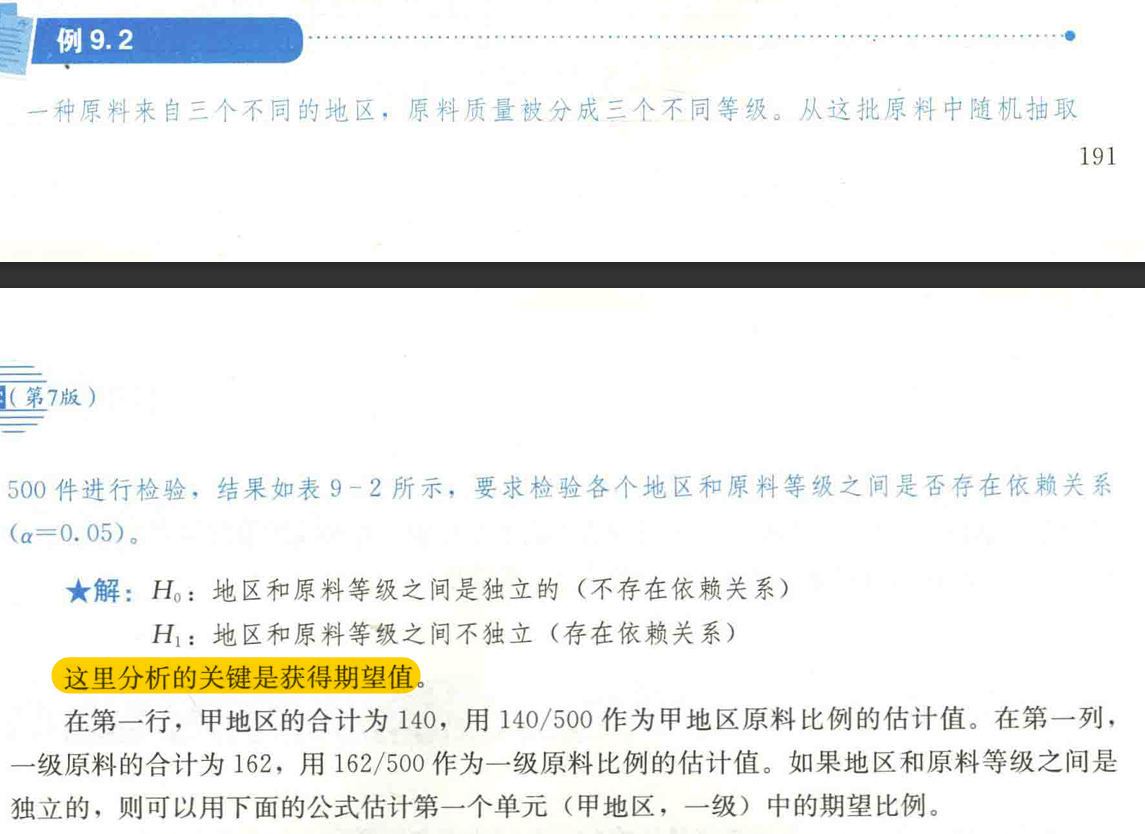 例 9.2
一种原料来自三个不同的地区，原料质量被分成三个不同等级。从这批原料中随机抽取
191
（第7版）
500 件进行检验，结果如表 9-2 所示，要求检验各个地区和原料等级之间是否存在依赖关系
（α=0.05）。
★解：H₀：地区和原料等级之间是独立的（不存在依赖关系）
H₁：地区和原料等级之间不独立（存在依赖关系）
这里分析的关键是获得期望值。
在第一行，甲地区的合计为 140，用 140/500 作为甲地区原料比例的估计值。在第一列，
一级原料的合计为 162，用 162/500 作为一级原料比例的估计值。如果地区和原料等级之间是
独立的，则可以用下面的公式估计第一个单元（甲地区，一级）中的期望比例。